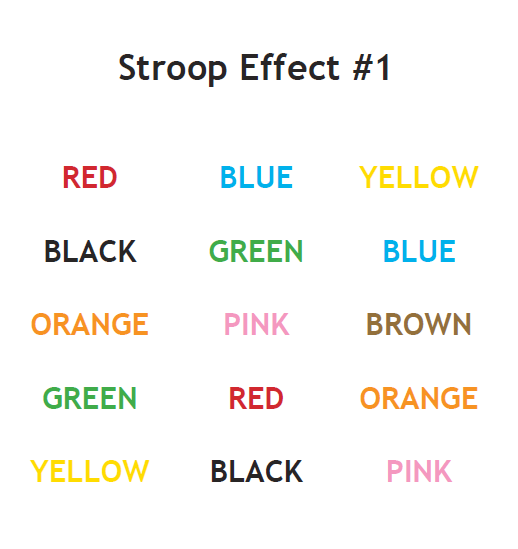 Stroop Effect #1
RED BLUE YELLOW
BLACK GREEN BLUE
ORANGE PINK BROWN
GREEN RED ORANGE
YELLOW BLACK PINK